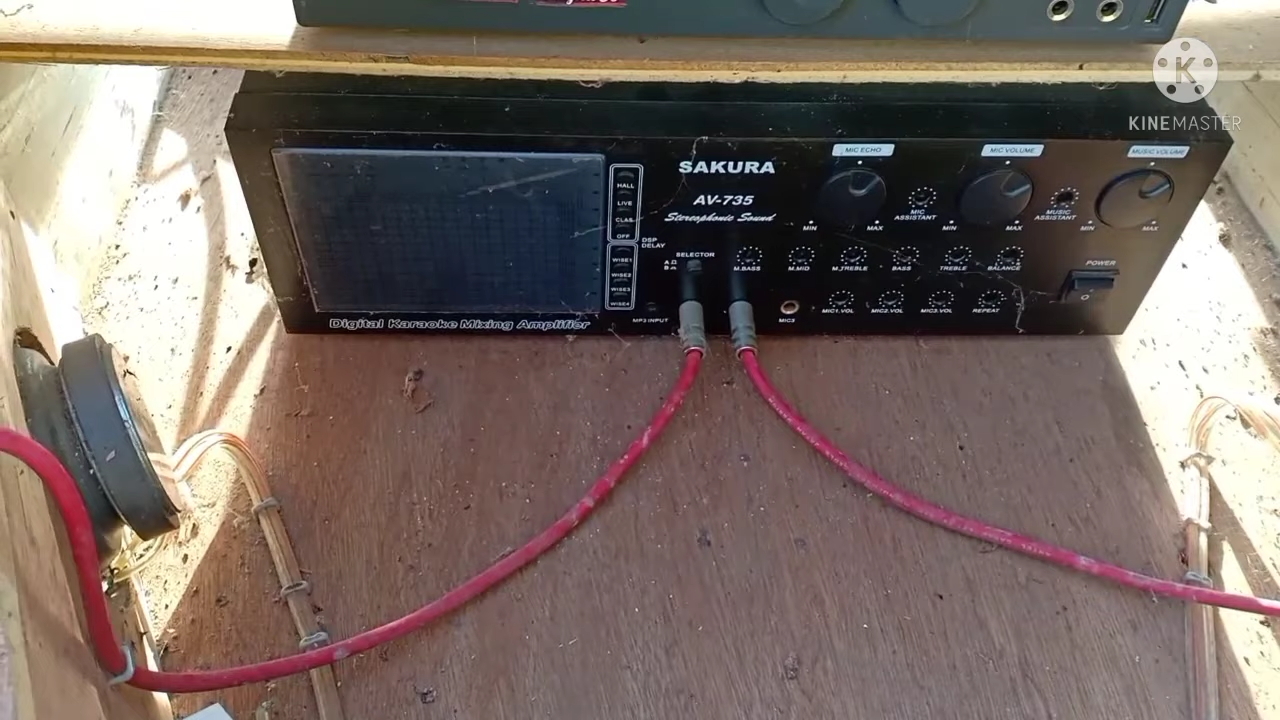 KINEMASTER
K
SAKURA
AV-735
Stereophonic Sound
MIC ECHO
MIC VOLUME
MUSIC VOLUME
MIN
MAX
MIC
ASSISTANT
MIN
MAX
MUSIC
ASSISTANT
MIN
MAX
HALL
LIVE
CLAS.
OFF
DSP
DELAY
WISE1
WISE2
WISE3
WISE4
SELECTOR
A
B
M.BASS
M.MID
M.TREBLE
BASS
TREBLE
BALANCE
POWER
MP3 INPUT
MIC3
MIC1.VOL
MIC2.VOL
MIC3.VOL
REPEAT
Digital Karaoke Mixing Amplifier